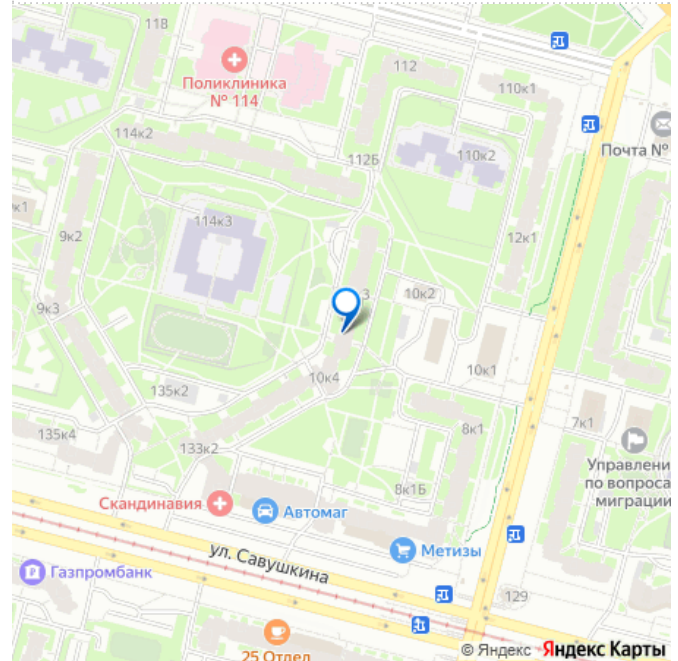 118
Поликлиника
№ 114
112
110к1
114к2
112Б
110к2
Почта №
к1
9к2
114к3
12к1
9к3
3
10к2
10к1
135к2
10к4
135к4
133к2
8к1
7к1
Управлени
по вопроса
миграции
8к1Б
Скандинавия
Автомаг
Метизы
ул. Савушкина
Газпромбанк
129
25 Отдел
© Яндекс Яндекс Карты